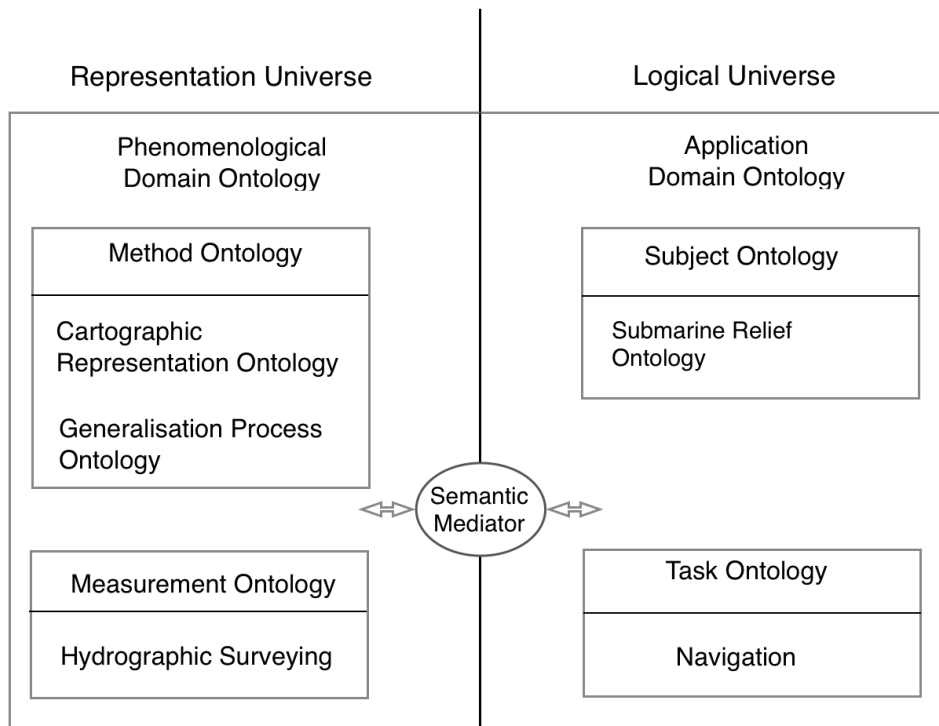 Representation Universe
Logical Universe
Phenomenological
Domain Ontology
Application
Domain Ontology
Method Ontology
Cartographic
Representation Ontology
Generalisation Process
Ontology
Subject Ontology
Submarine Relief
Ontology
Semantic
Mediator
Measurement Ontology
Hydrographic Surveying
Task Ontology
Navigation